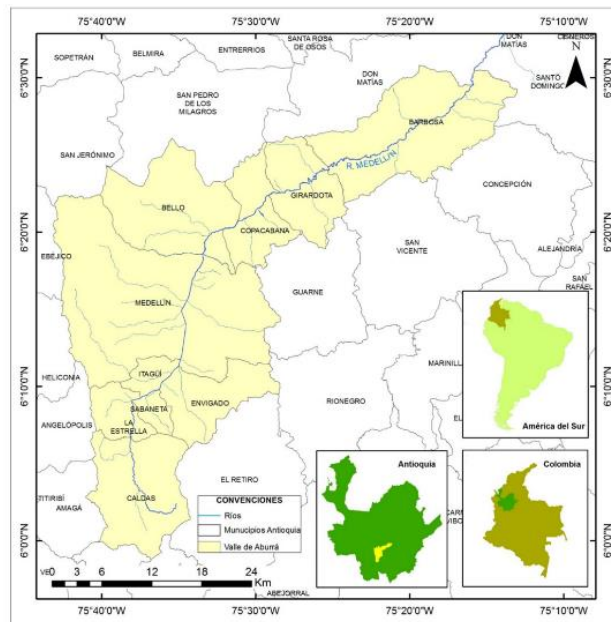 75°40'0"W
75°30'0"W
75°20'0"W
75°10'0"W
SOPETRÁN
BELMIRA
ENTRERRIOS
SANTA ROSA
DE OSOS
DON
MATÍAS
CISNEROS
N
6°30'0"N
6°30'0"N
DON
MATÍAS
SANTO
DOMINGO
SAN PEDRO
DE LOS
MILAGROS
BARBOSA
R. MEDELLIN
SAN JERÓNIMO
CONCEPCIÓN
GIRARDOTA
BELLO
COPACABANA
6°20'0"N
6°20'0"N
SAN
VICENTE
ALEJANDRÍA
EBÉJICO
SAN
RAFAEL
GUARNE
MEDELLÍN
ITAGÜÍ
MARINILL
HELICONIA
6°10'0"N
6°10'0"N
SABANETA
ENVIGADO
RIONEGRO
ANGELÓPOLIS
LA
ESTRELLA
América del Sur
EL RETIRO
Antioquia
Colombia
TITIRIBÍ
AMAGÁ
CALDAS
CONVENCIONES
Ríos
Municipios Antioquia
Valle de Aburrá
6°0'0"N
6°0'0"N
0 3 6 12 18 24
Km
ABEJORRAL
75°40'0"W
75°30'0"W
75°20'0"W
75°10'0"W